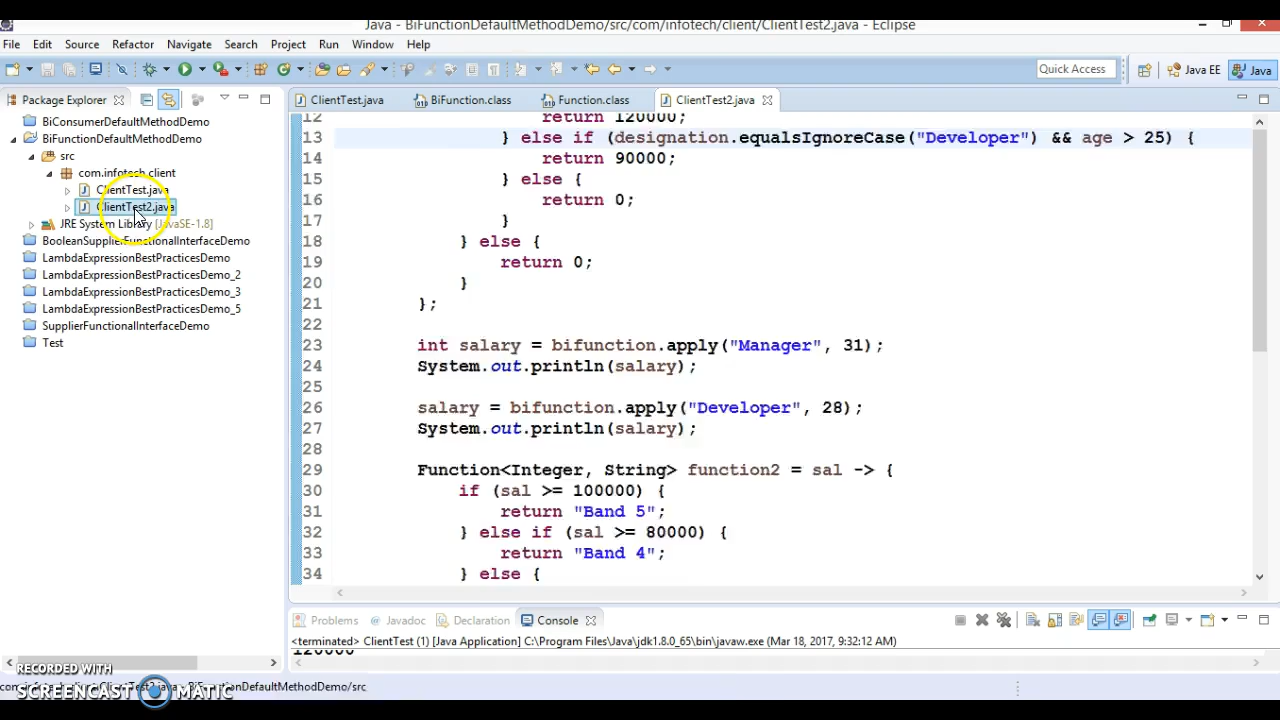 Java - BiFunctionDefaultMethodDemo/src/com/infotech/client/ClientTest2.java - Eclipse
File Edit Source Refactor Navigate Search Project Run Window Help
Quick Access Java EE Java
Package Explorer
ClientTest.java BiFunction.class Function.class ClientTest2.java
BiConsumerDefaultMethodDemo
BiFunctionDefaultMethodDemo
src
com.infotech.client
ClientTest.java
ClientTest2.java
JRE System Library [JavaSE-1.8]
BooleanSupplierFunctionalInterfaceDemo
LambdaExpressionBestPracticesDemo
LambdaExpressionBestPracticesDemo_2
LambdaExpressionBestPracticesDemo_3
LambdaExpressionBestPracticesDemo_5
SupplierFunctionalInterfaceDemo
Test
12 return 120000;
13 } else if (designation.equalsIgnoreCase("Developer") && age > 25) {
14 return 90000;
15 } else {
16 return 0;
17 }
18 } else {
19 return 0;
20 }
21 };
22
23 int salary = bifunction.apply("Manager", 31);
24 System.out.println(salary);
25
26 salary = bifunction.apply("Developer", 28);
27 System.out.println(salary);
28
29 Function<Integer, String> function2 = sal -> {
30 if (sal >= 100000) {
31 return "Band 5";
32 } else if (sal >= 80000) {
33 return "Band 4";
34 } else {
Problems Javadoc Declaration Console
<terminated> ClientTest (1) [Java Application] C:\Program Files\Java\jdk1.8.0_65\bin\javaw.exe (Mar 18, 2017, 9:32:12 AM)
120000
RECORDED WITH
SCREENCAST MATIC